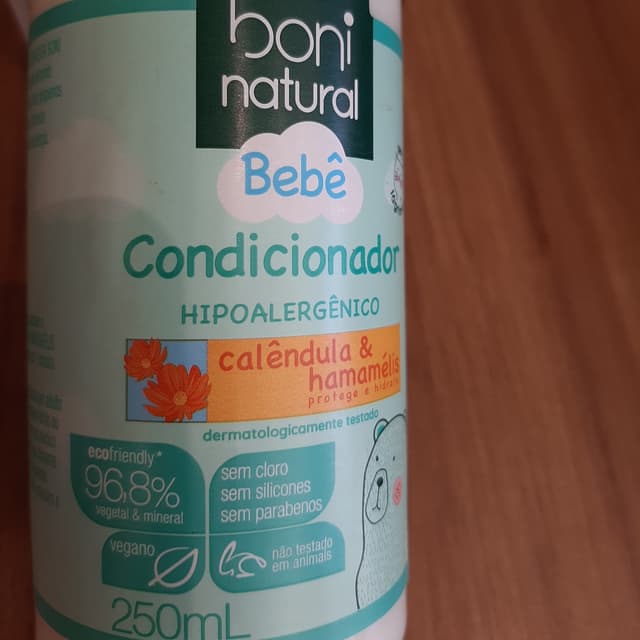 boni
natural
Bebê
Condicionador
HIPOALERGÊNICO
calêndula &
hamamélis
protege e hidrata
dermatologicamente testado
ecofriendly*
96,8%
vegetal & mineral
sem cloro
sem silicones
sem parabenos
vegano
não testado
em animais
250mL